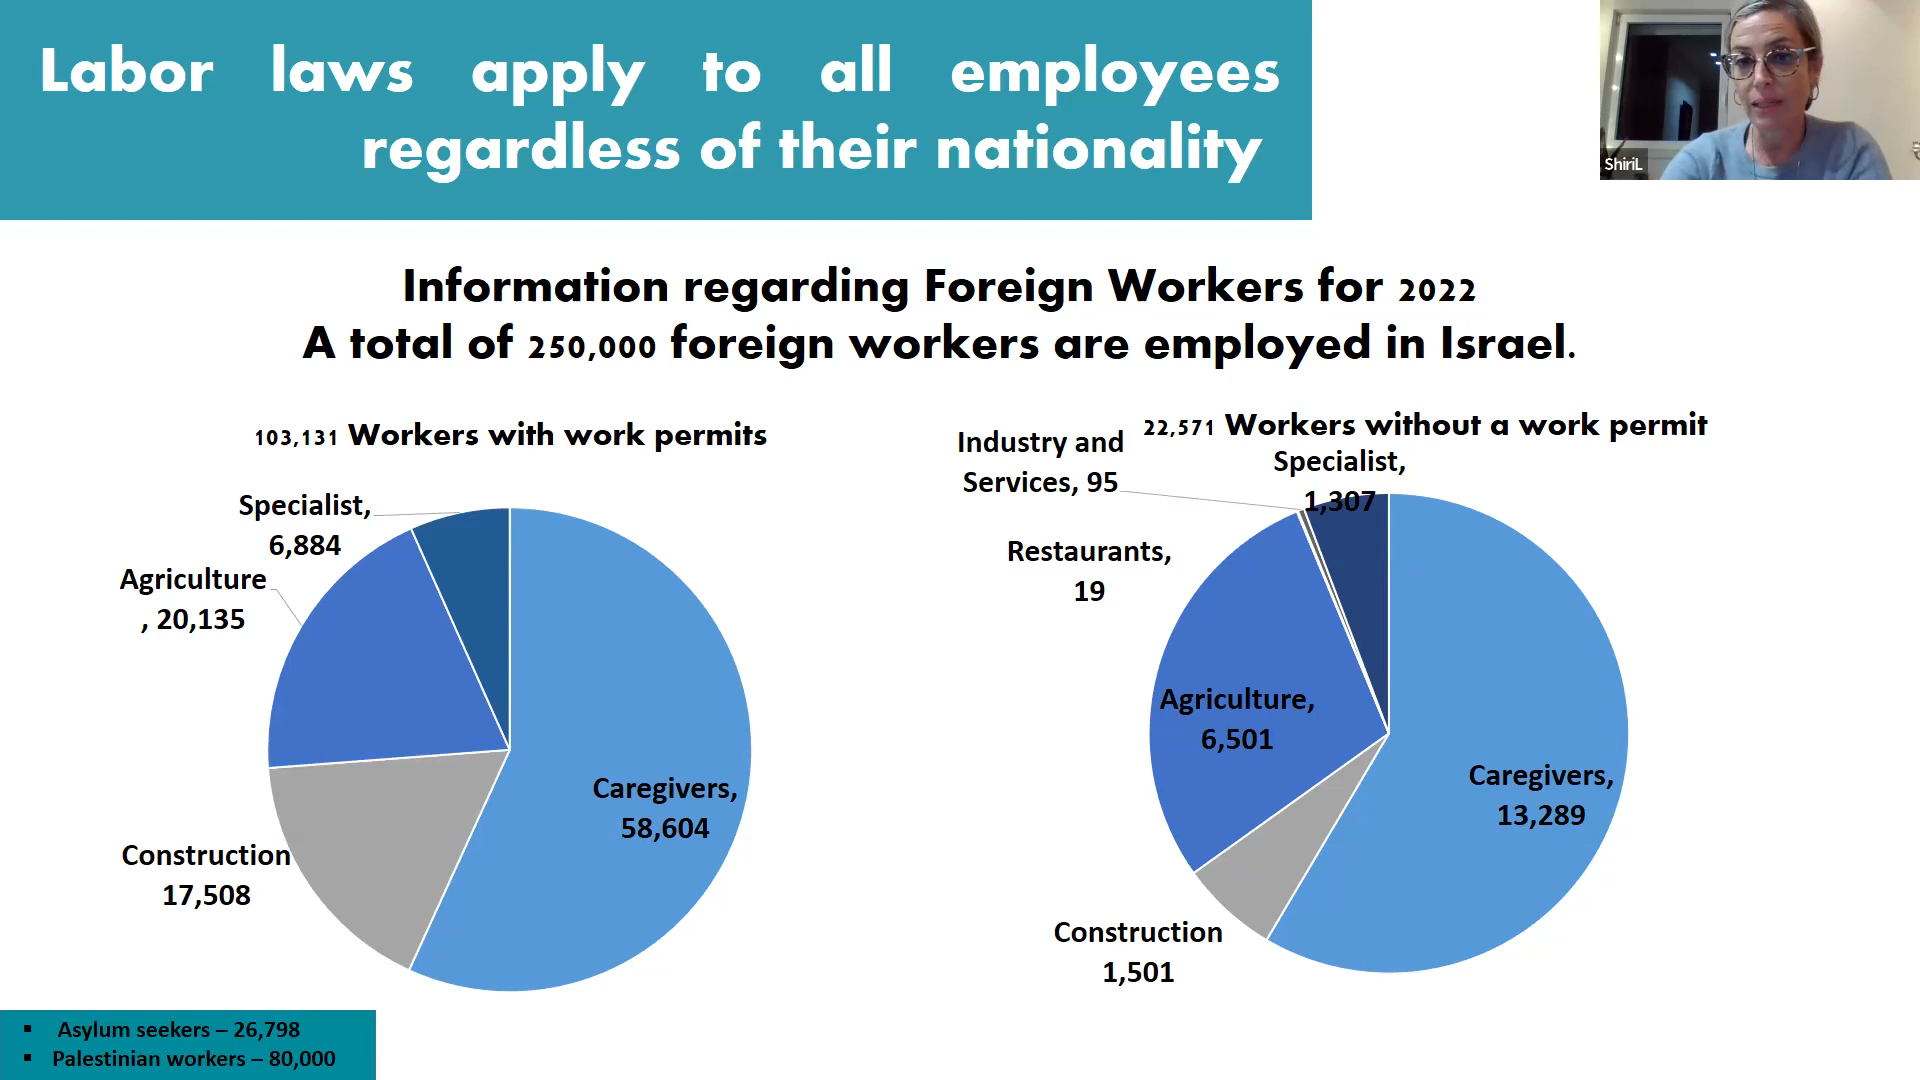 Labor laws apply to all employees
regardless of their nationality
ShiriL
Information regarding Foreign Workers for 2022
A total of 250,000 foreign workers are employed in Israel.
103,131 Workers with work permits
Specialist,
6,884
Agriculture
, 20,135
Construction
17,508
Caregivers,
58,604
22,571 Workers without a work permit
Industry and
Services, 95
Specialist,
1,307
Restaurants,
19
Agriculture,
6,501
Caregivers,
13,289
Construction
1,501
▪ Asylum seekers – 26,798
▪ Palestinian workers – 80,000